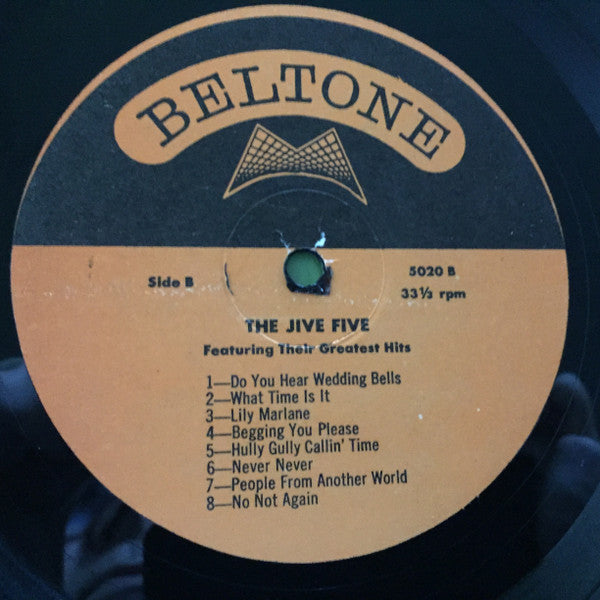 BELTONE
Side B
5020 B
33⅓ rpm
THE JIVE FIVE
Featuring Their Greatest Hits
1—Do You Hear Wedding Bells
2—What Time Is It
3—Lily Marlane
4—Begging You Please
5—Hully Gully Callin' Time
6—Never Never
7—People From Another World
8—No Not Again